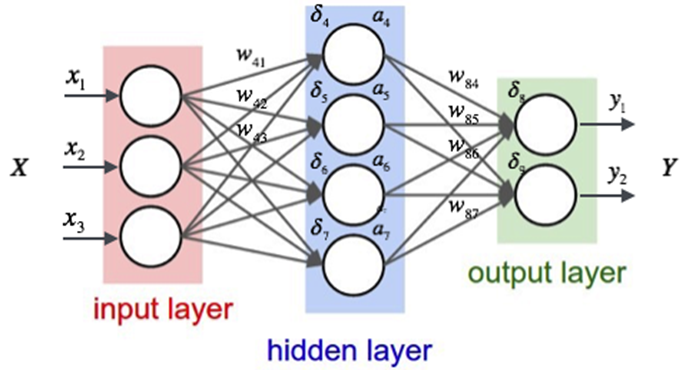 X
x₁
x₂
x₃
input layer
w₄₁
w₄₂
w₄₃
δ₄ a₄
δ₅ a₅
δ₆ a₆
δ₇ a₇
hidden layer
w₈₄
w₈₅
w₈₆
w₈₇
δ₈
δ₉
output layer
y₁
y₂
Y